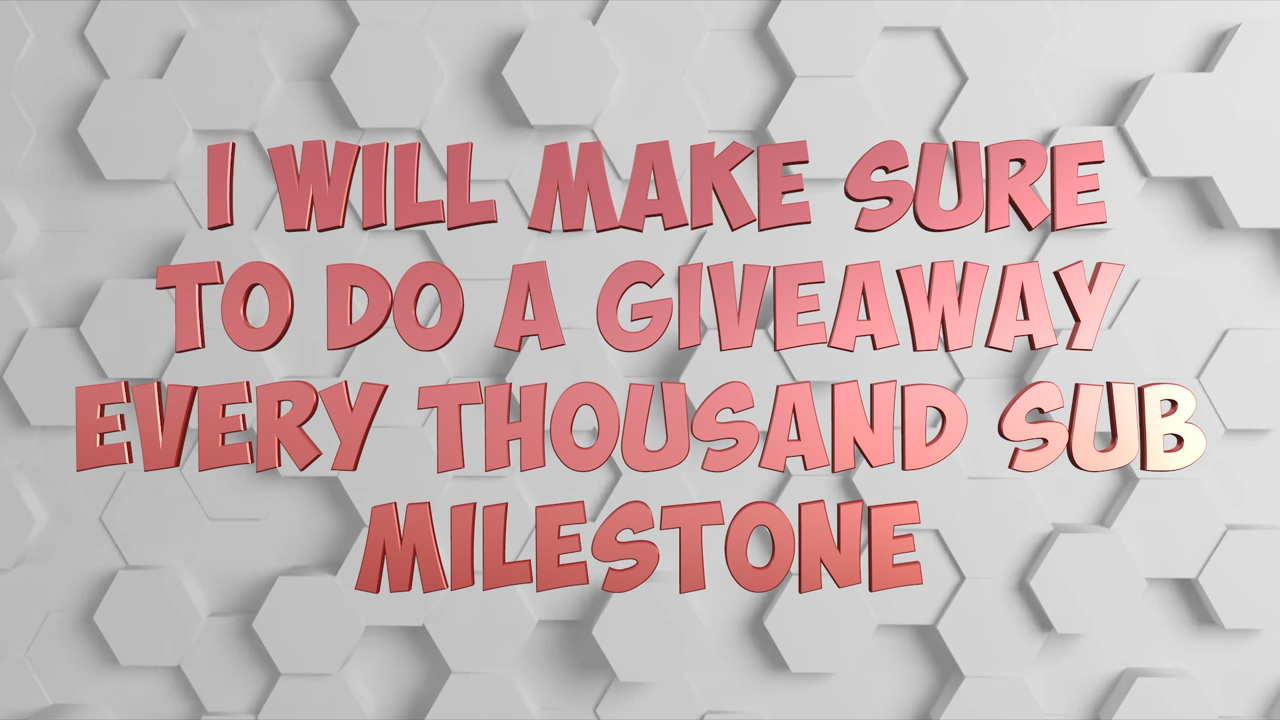 I WILL MAKE SURE
TO DO A GIVEAWAY
EVERY THOUSAND SUB
MILESTONE